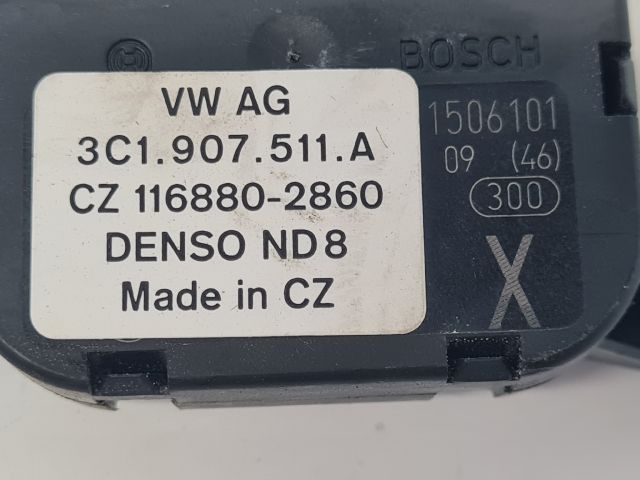 BOSCH
VW AG
3C1.907.511.A
CZ 116880-2860
DENSO ND8
Made in CZ
1506101
09 (46)
300
X